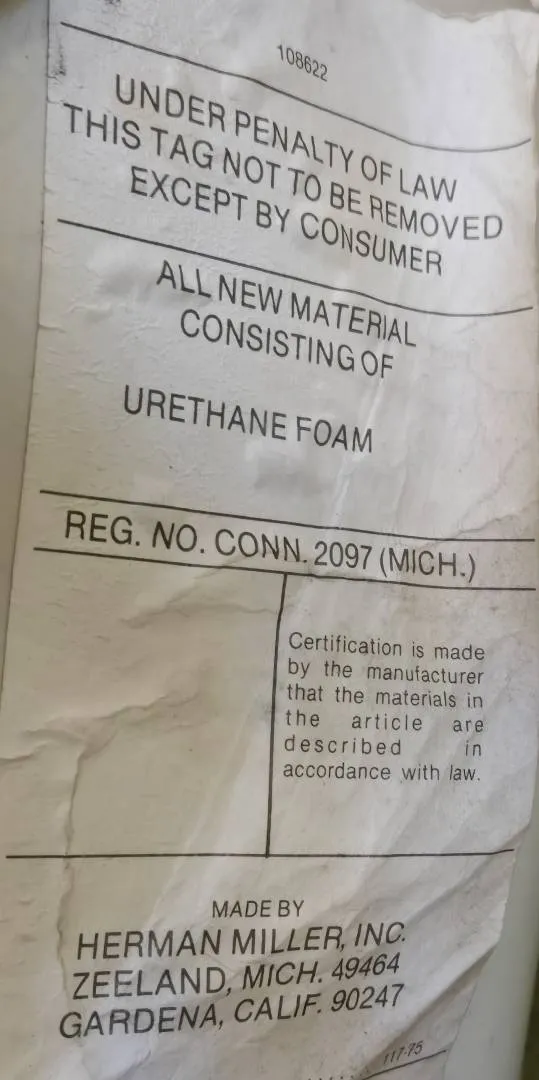 108622
UNDER PENALTY OF LAW
THIS TAG NOT TO BE REMOVED
EXCEPT BY CONSUMER
ALL NEW MATERIAL
CONSISTING OF
URETHANE FOAM
REG. NO. CONN. 2097 (MICH.)
Certification is made
by the manufacturer
that the materials in
the article are
described in
accordance with law.
MADE BY
HERMAN MILLER, INC.
ZEELAND, MICH. 49464
GARDENA, CALIF. 90247
117-75